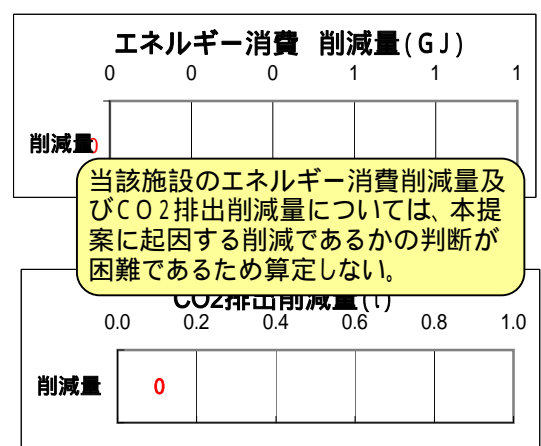 エネルギー消費 削減量(GJ)
0 0 0 1 1 1
削減量 0
当該施設のエネルギー消費削減量及
びCO2排出削減量については、本提
案に起因する削減であるかの判断が
困難であるため算定しない。
CO2排出削減量(t)
0.0 0.2 0.4 0.6 0.8 1.0
削減量 0